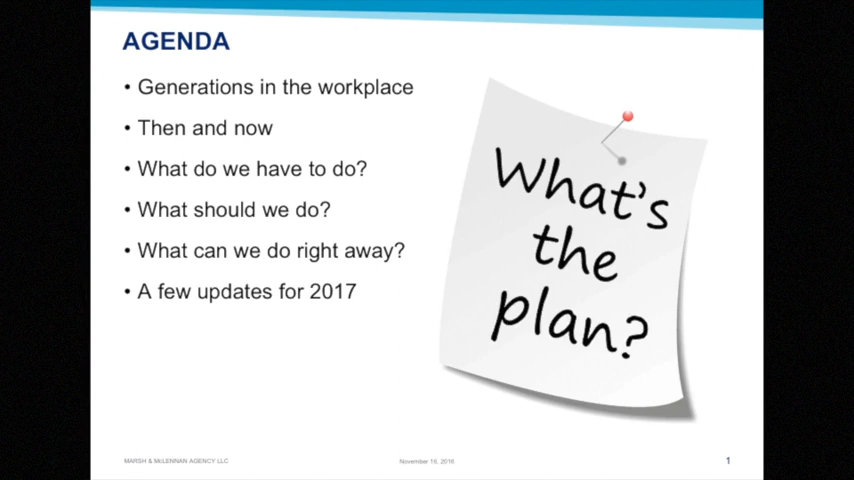 AGENDA
• Generations in the workplace
• Then and now
• What do we have to do?
• What should we do?
• What can we do right away?
• A few updates for 2017
What's
the
plan?
MARSH & McLENNAN AGENCY LLC
November 16, 2016
1